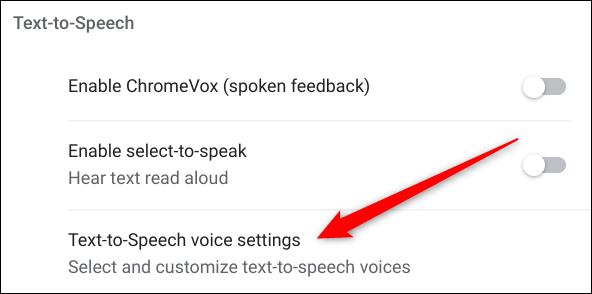 Text-to-Speech
Enable ChromeVox (spoken feedback)
Enable select-to-speak
Hear text read aloud
Text-to-Speech voice settings
Select and customize text-to-speech voices